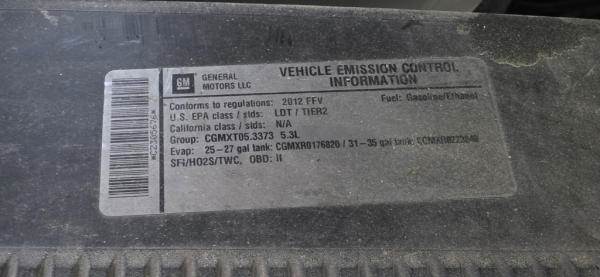 GM
GENERAL MOTORS LLC
VEHICLE EMISSION CONTROL
INFORMATION
Conforms to regulations: 2012 FFV Fuel: Gasoline/Ethanol
U.S. EPA class / stds: LDT / TIER2
California class / stds: N/A
Group: CGMXT05.3373 5.3L
Evap: 25-27 gal tank: CGMXR0176820 / 31-35 gal tank:
SFI/HO2S/TWC, OBD: II